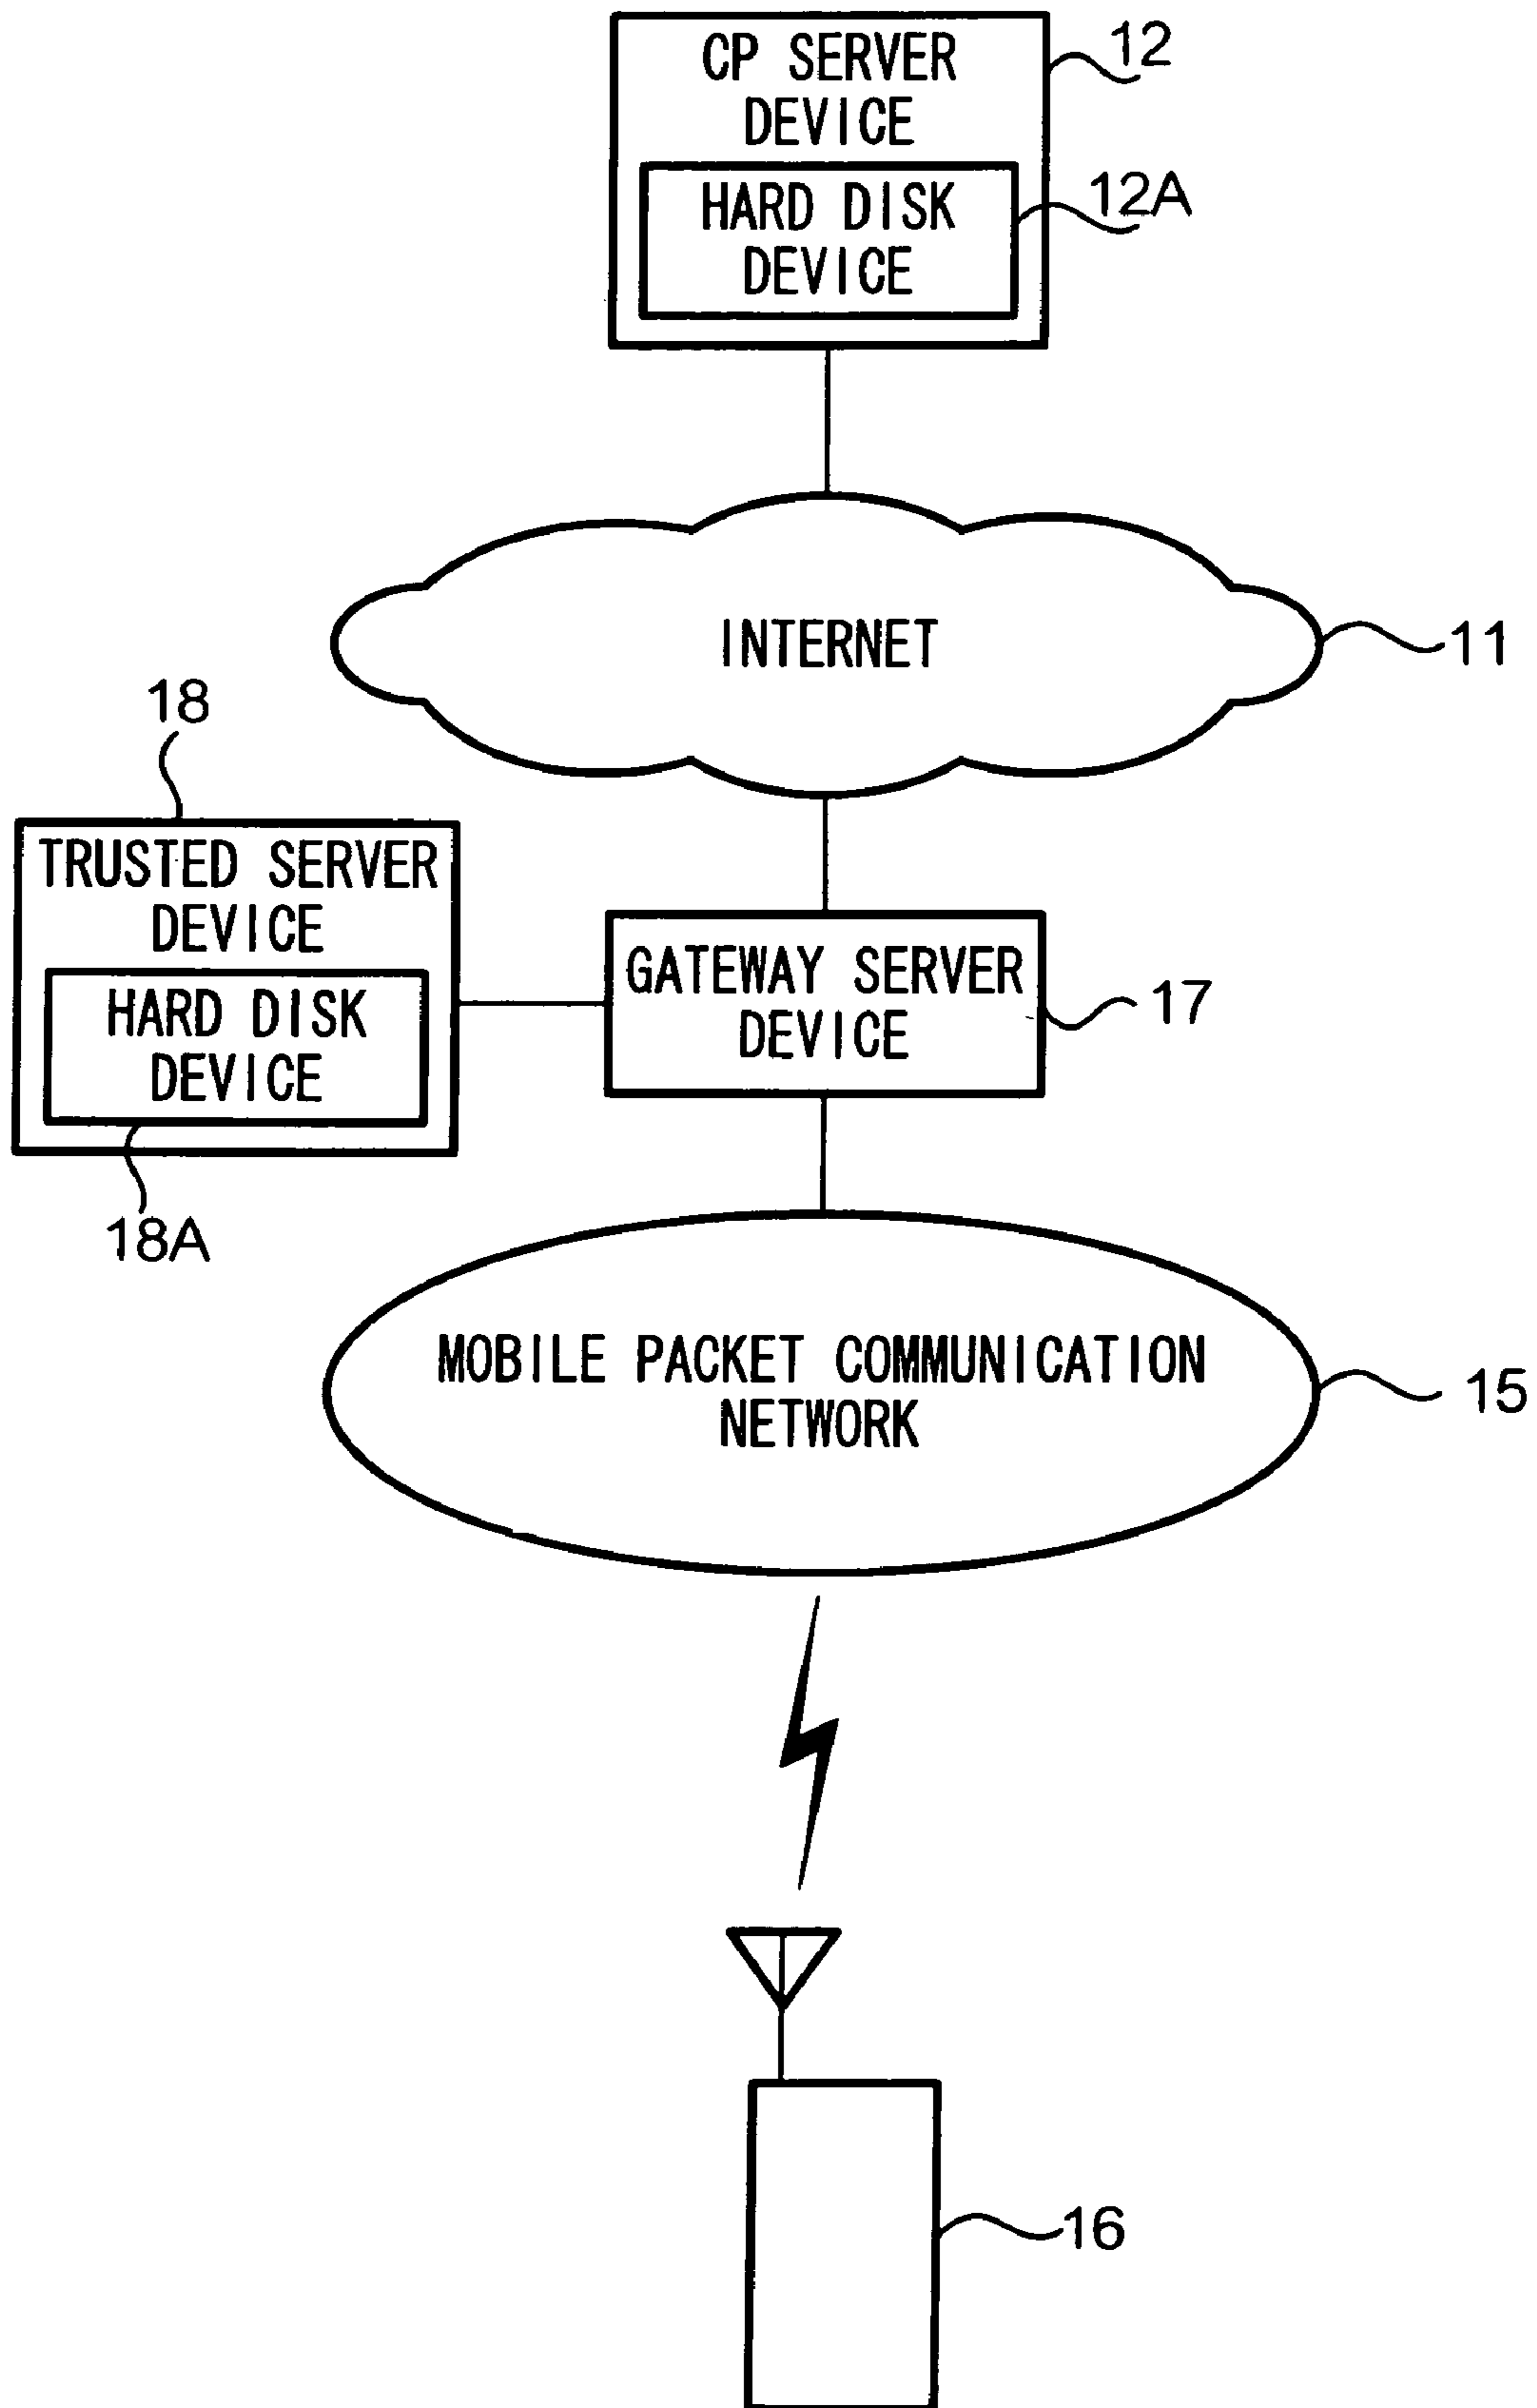 CP SERVER
DEVICE
12
HARD DISK
DEVICE
12A
INTERNET
11
18
TRUSTED SERVER
DEVICE
HARD DISK
DEVICE
18A
GATEWAY SERVER
DEVICE
17
MOBILE PACKET COMMUNICATION
NETWORK
15
16